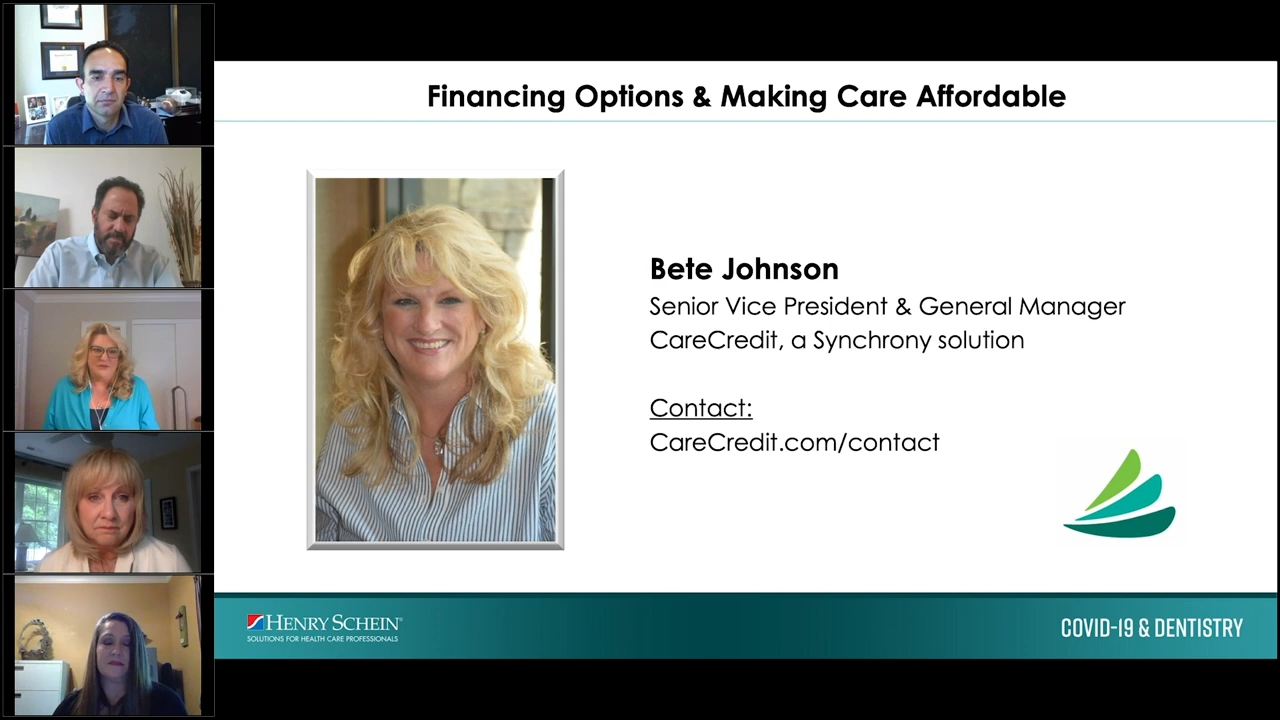 Financing Options & Making Care Affordable
Bete Johnson
Senior Vice President & General Manager
CareCredit, a Synchrony solution
Contact:
CareCredit.com/contact
HENRY SCHEIN®
SOLUTIONS FOR HEALTH CARE PROFESSIONALS
COVID-19 & DENTISTRY